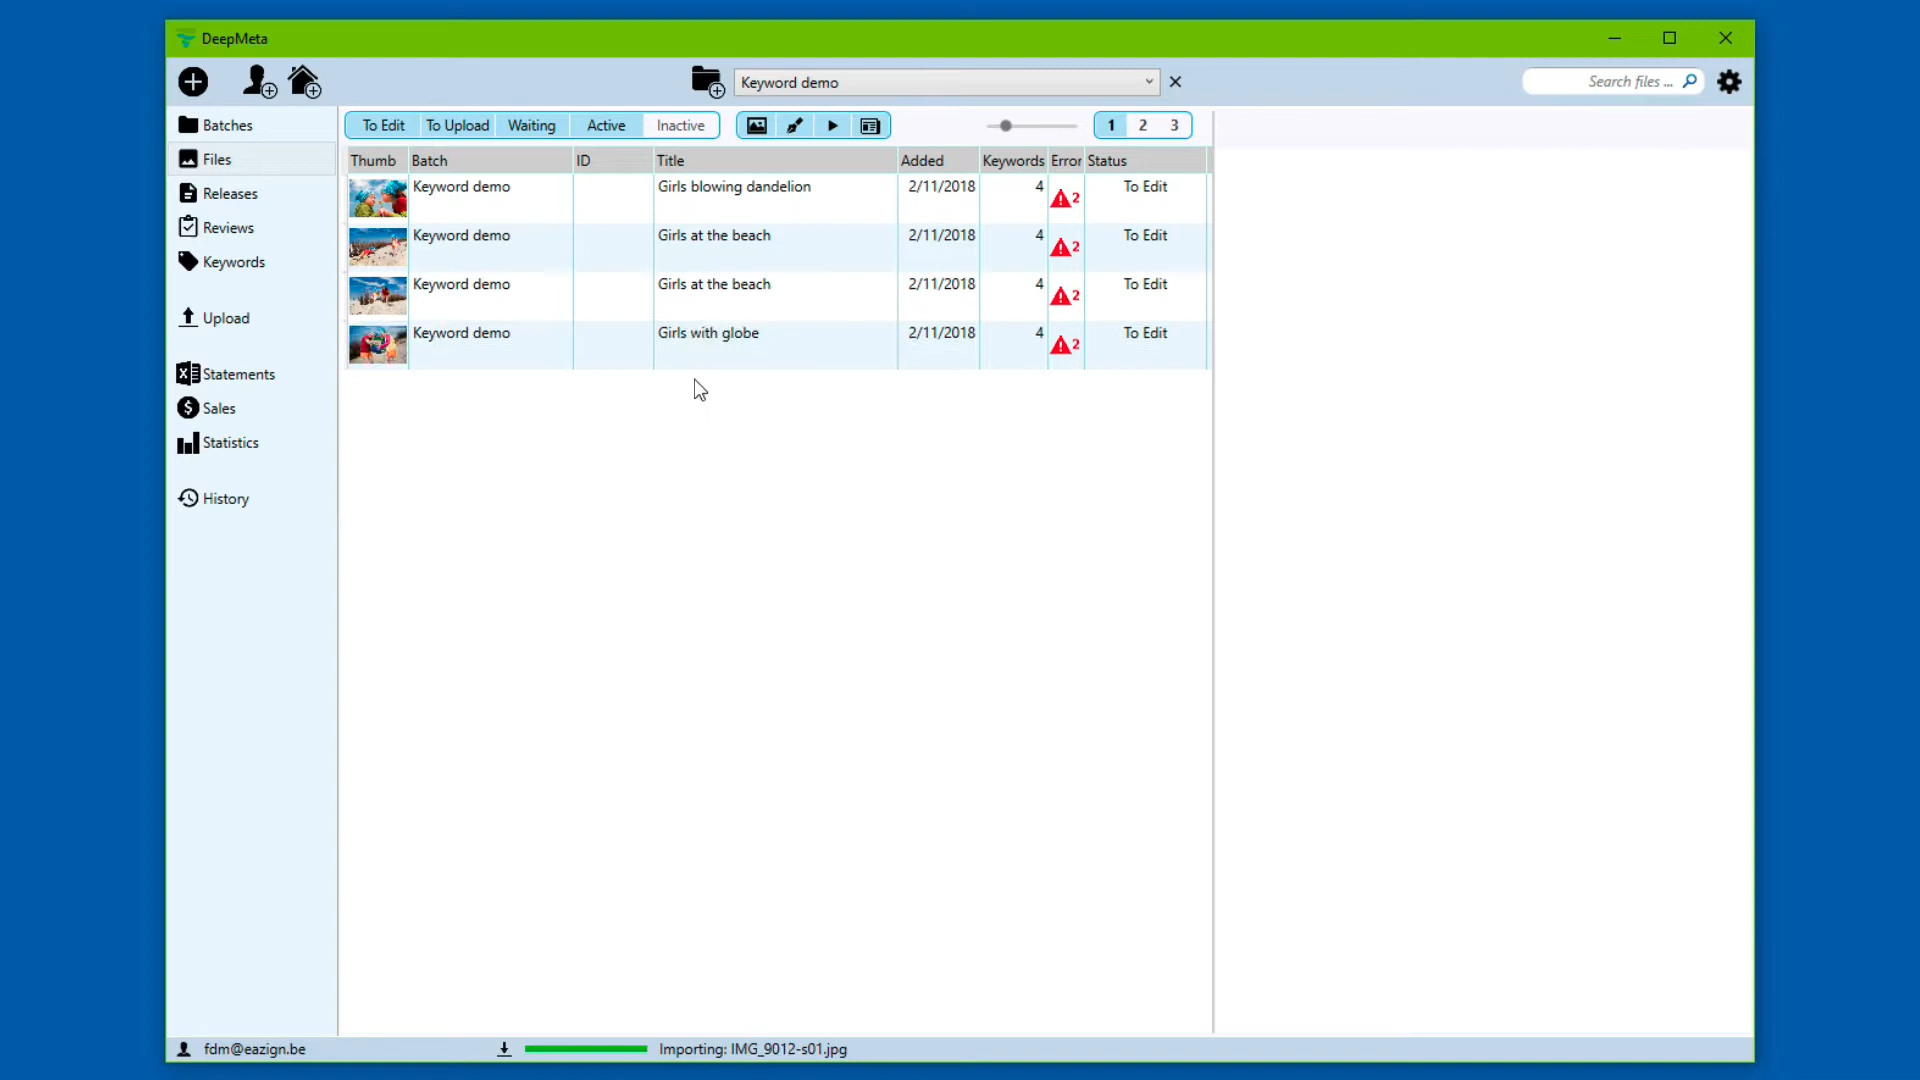 DeepMeta
Keyword demo
Search files ...
Batches
Files
Releases
Reviews
Keywords
Upload
Statements
Sales
Statistics
History
To Edit To Upload Waiting Active Inactive 1 2 3
Thumb Batch ID Title Added Keywords Error Status
Keyword demo Girls blowing dandelion 2/11/2018 4 2 To Edit
Keyword demo Girls at the beach 2/11/2018 4 2 To Edit
Keyword demo Girls at the beach 2/11/2018 4 2 To Edit
Keyword demo Girls with globe 2/11/2018 4 2 To Edit
fdm@eazign.be Importing: IMG_9012-s01.jpg